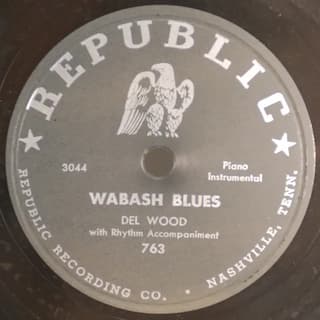 REPUBLIC
3044
Piano
Instrumental
WABASH BLUES
DEL WOOD
with Rhythm Accompaniment
763
REPUBLIC RECORDING CO. • NASHVILLE, TENN.